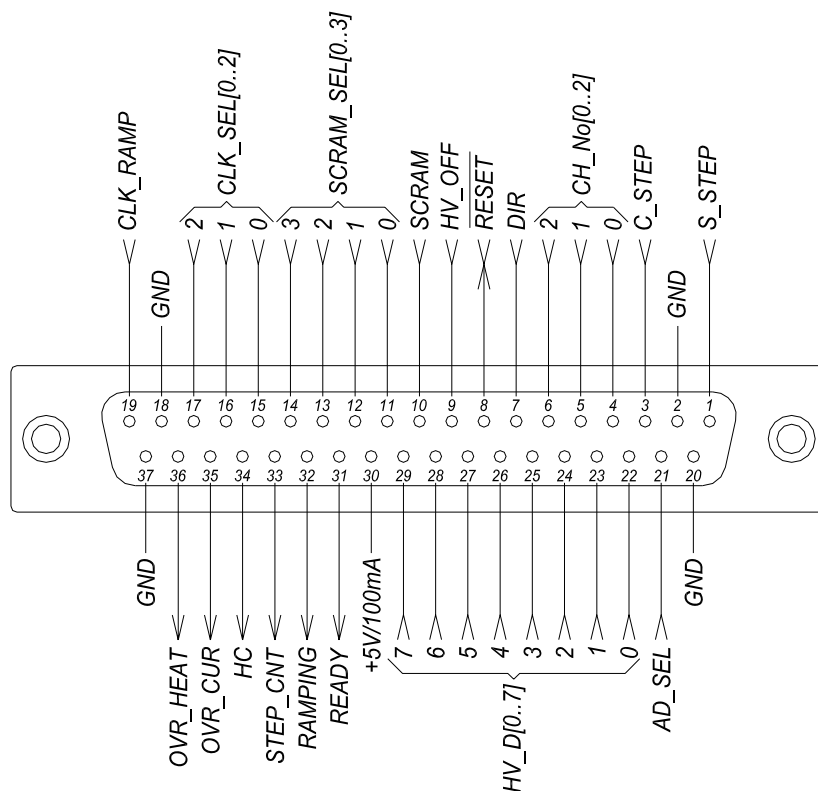 CLK_RAMP
GND
CLK_SEL[0..2]
2
1
0
SCRAM_SEL[0..3]
3
2
1
0
SCRAM
HV_OFF
RESET
DIR
CH_No[0..2]
2
1
0
C_STEP
GND
S_STEP
19 18 17 16 15 14 13 12 11 10 9 8 7 6 5 4 3 2 1
37 36 35 34 33 32 31 30 29 28 27 26 25 24 23 22 21 20
GND
OVR_HEAT
OVR_CUR
HC
STEP_CNT
RAMPING
READY
+5V/100mA
7
6
5
4
3
2
1
0
HV_D[0..7]
AD_SEL
GND